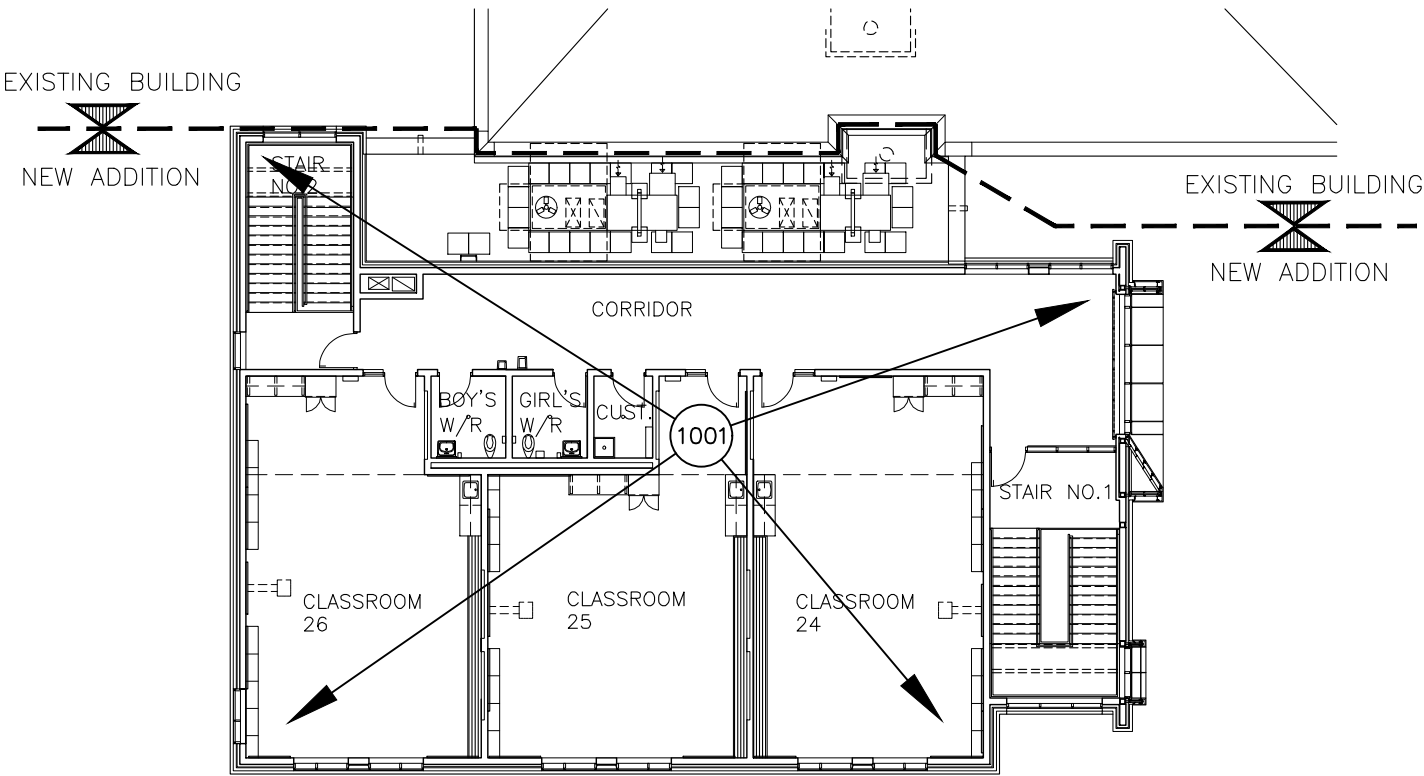 EXISTING BUILDING
NEW ADDITION
STAIR
NO.2
EXISTING BUILDING
NEW ADDITION
CORRIDOR
BOY'S
W/R
GIRL'S
W/R
CUST.
1001
STAIR NO.1
CLASSROOM
26
CLASSROOM
25
CLASSROOM
24